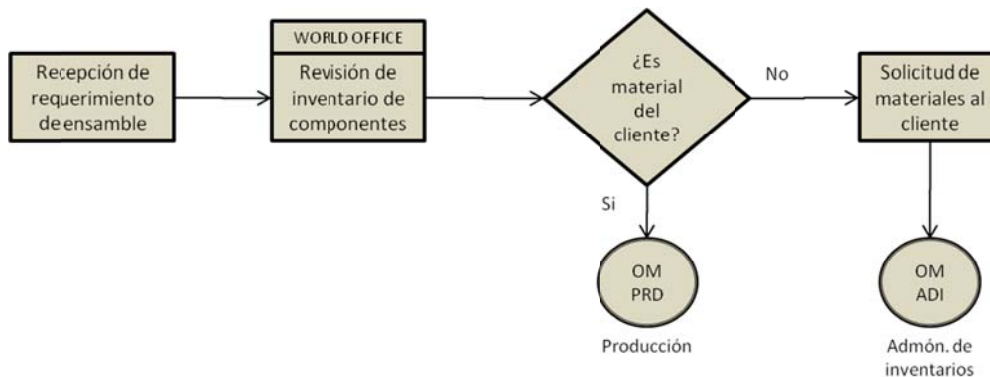 Recepción de
requerimiento
de ensamble
WORLD OFFICE
Revisión de
inventario de
componentes
¿Es
material
del
cliente?
No
Solicitud de
materiales al
cliente
Si
OM
PRD
Producción
OM
ADI
Admón. de
inventarios